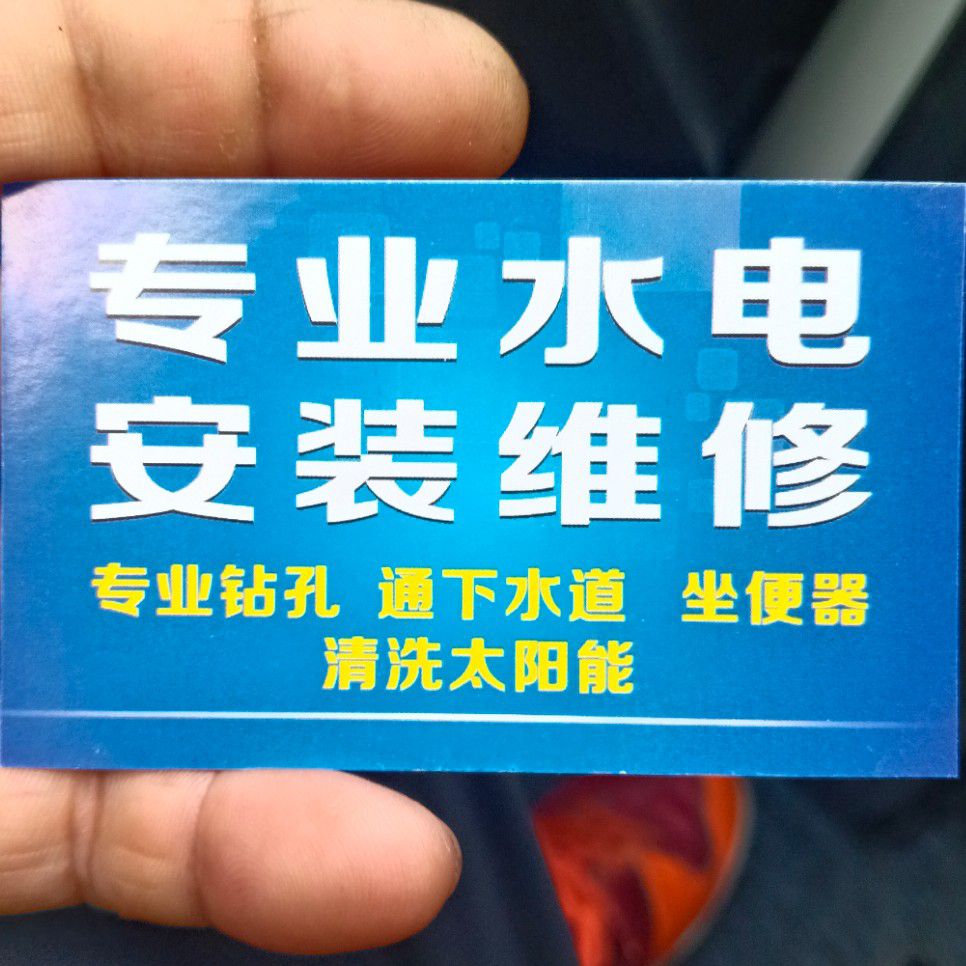 专业水电
安装维修
专业钻孔 通下水道 坐便器
清洗太阳能